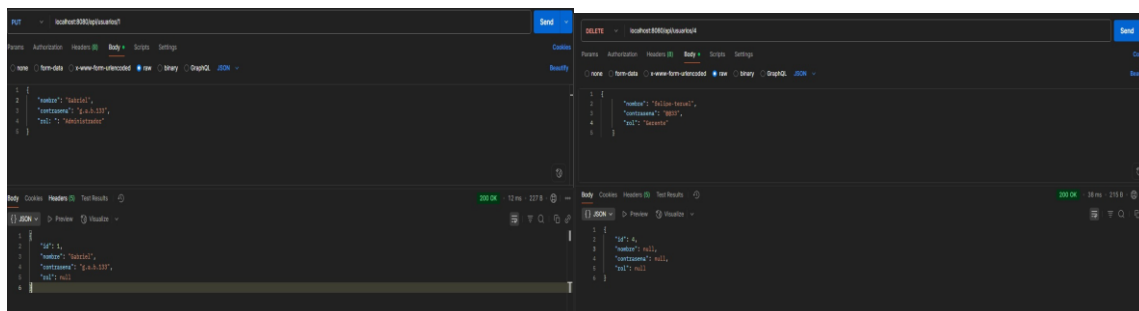 PUT localhost:8080/api/usuarios/1 Send
Params Authorization Headers (8) Body Scripts Settings Cookies
none form-data x-www-form-urlencoded raw binary GraphQL JSON Beautify
1 {
2 "nombre": "Gabriel",
3 "contrasena": "g.a.b.133",
4 "rol: ": "Administrador"
5 }
Body Cookies Headers (5) Test Results 200 OK 12 ms 227 B
{} JSON Preview Visualize
1 {
2 "id": 1,
3 "nombre": "Gabriel",
4 "contrasena": "g.a.b.133",
5 "rol": null
6 }
DELETE localhost:8080/api/usuarios/4 Send
Params Authorization Headers (8) Body Scripts Settings Co
none form-data x-www-form-urlencoded raw binary GraphQL JSON Bea
1 {
2 "nombre": "Felipe-teruel",
3 "contrasena":
4 "rol": "Gerente"
5 }
Body Cookies Headers (5) Test Results 200 OK 38 ms 215 B
{} JSON Preview Visualize
1 {
2 "id": 4,
3 "nombre": null,
4 "contrasena": null,
5 "rol": null
6 }